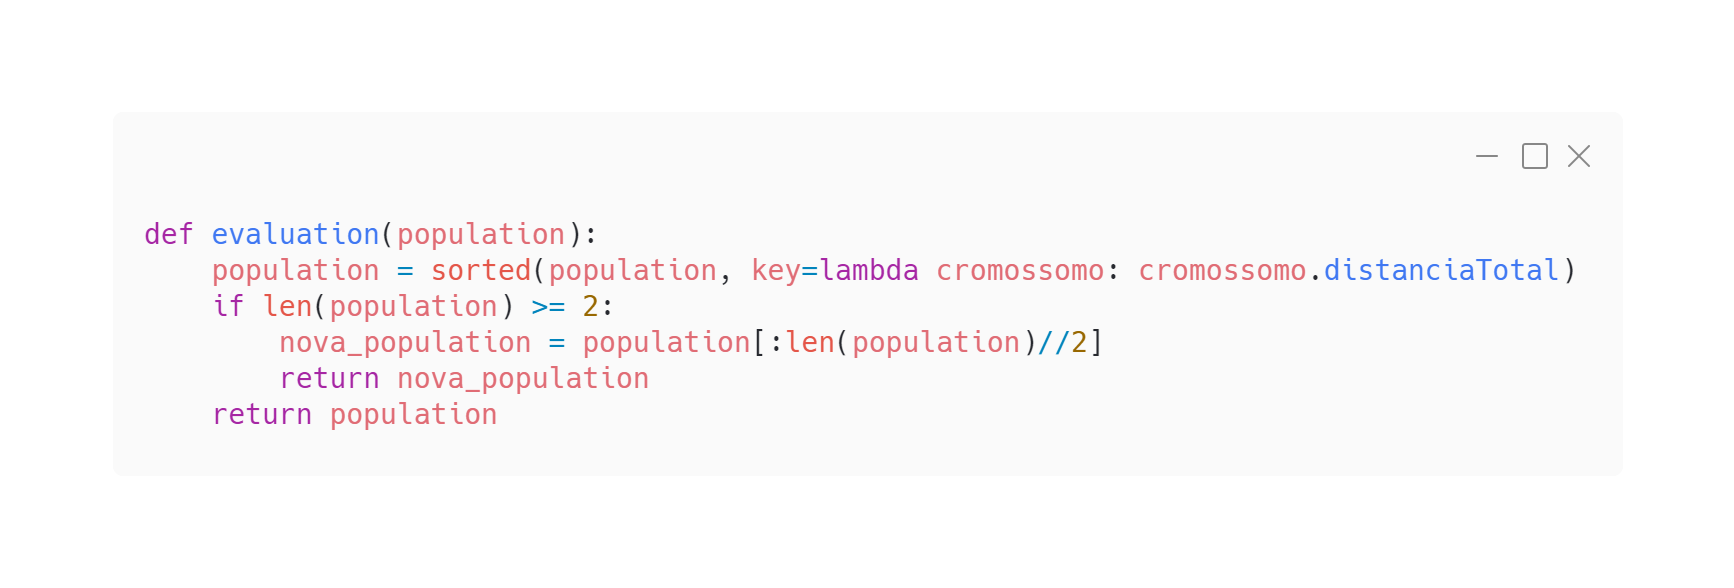 def evaluation(population):
    population = sorted(population, key=lambda cromossomo: cromossomo.distanciaTotal)
    if len(population) >= 2:
        nova_population = population[:len(population)//2]
        return nova_population
    return population